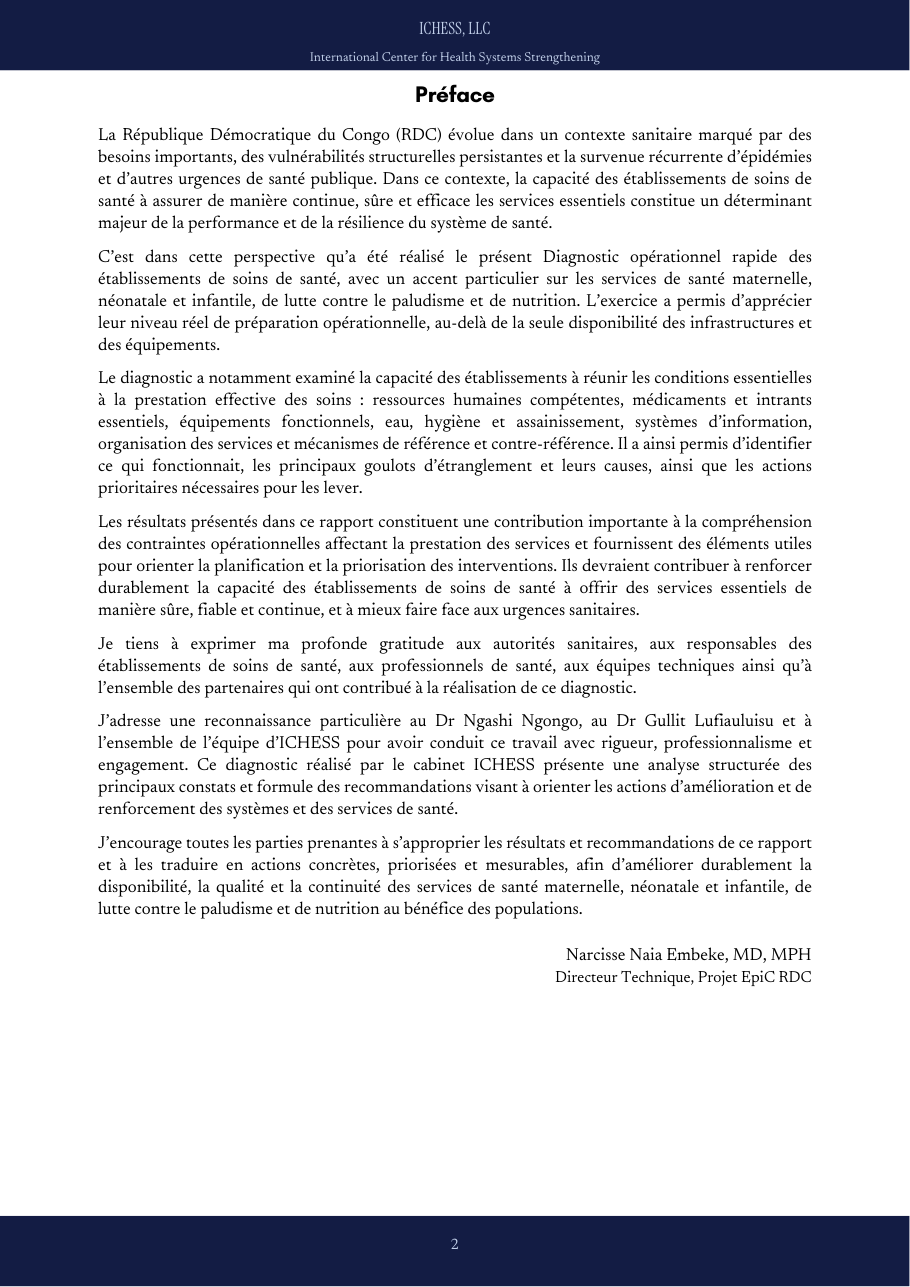 ICHESS, LLC
International Center for Health Systems Strengthening
Préface
La République Démocratique du Congo (RDC) évolue dans un contexte sanitaire marqué par des
besoins importants, des vulnérabilités structurelles persistantes et la survenue récurrente d’épidémies
et d’autres urgences de santé publique. Dans ce contexte, la capacité des établissements de soins de
santé à assurer de manière continue, sûre et efficace les services essentiels constitue un déterminant
majeur de la performance et de la résilience du système de santé.
C’est dans cette perspective qu’a été réalisé le présent Diagnostic opérationnel rapide des
établissements de soins de santé, avec un accent particulier sur les services de santé maternelle,
néonatale et infantile, de lutte contre le paludisme et de nutrition. L’exercice a permis d’apprécier
leur niveau réel de préparation opérationnelle, au-delà de la seule disponibilité des infrastructures et
des équipements.
Le diagnostic a notamment examiné la capacité des établissements à réunir les conditions essentielles
à la prestation effective des soins : ressources humaines compétentes, médicaments et intrants
essentiels, équipements fonctionnels, eau, hygiène et assainissement, systèmes d’information,
organisation des services et mécanismes de référence et contre-référence. Il a ainsi permis d’identifier
ce qui fonctionnait, les principaux goulots d’étranglement et leurs causes, ainsi que les actions
prioritaires nécessaires pour les lever.
Les résultats présentés dans ce rapport constituent une contribution importante à la compréhension
des contraintes opérationnelles affectant la prestation des services et fournissent des éléments utiles
pour orienter la planification et la priorisation des interventions. Ils devraient contribuer à renforcer
durablement la capacité des établissements de soins de santé à offrir des services essentiels de
manière sûre, fiable et continue, et à mieux faire face aux urgences sanitaires.
Je tiens à exprimer ma profonde gratitude aux autorités sanitaires, aux responsables des
établissements de soins de santé, aux professionnels de santé, aux équipes techniques ainsi qu’à
l’ensemble des partenaires qui ont contribué à la réalisation de ce diagnostic.
J’adresse une reconnaissance particulière au Dr Ngashi Ngongo, au Dr Gullit Lufiauluisu et à
l’ensemble de l’équipe d’ICHESS pour avoir conduit ce travail avec rigueur, professionnalisme et
engagement. Ce diagnostic réalisé par le cabinet ICHESS présente une analyse structurée des
principaux constats et formule des recommandations visant à orienter les actions d’amélioration et de
renforcement des systèmes et des services de santé.
J’encourage toutes les parties prenantes à s’approprier les résultats et recommandations de ce rapport
et à les traduire en actions concrètes, priorisées et mesurables, afin d’améliorer durablement la
disponibilité, la qualité et la continuité des services de santé maternelle, néonatale et infantile, de
lutte contre le paludisme et de nutrition au bénéfice des populations.
Narcisse Naia Embeke, MD, MPH
Directeur Technique, Projet EpiC RDC
2